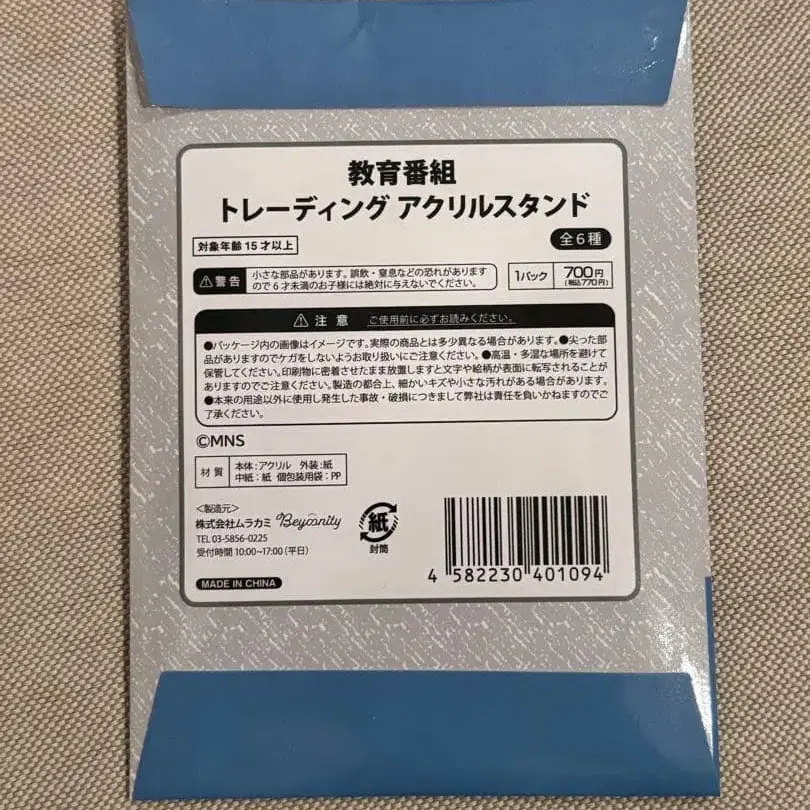 教育番組
トレーディング アクリルスタンド
対象年齢15才以上
全6種
⚠警告
小さな部品があります。誤飲・窒息などの恐れがあります
ので6才未満のお子様には絶対に与えないでください。
1パック
700円
(税込770円)
⚠ 注 意 ご使用前に必ずお読みください。
●パッケージ内の画像はイメージです。実際の商品とは多少異なる場合があります。●尖った部
品がありますのでケガをしないようお取り扱いにご注意ください。●高温・多湿な場所を避けて
保管してください。印刷物に密着させたまま放置しますと文字や絵柄が表面に転写されることが
ありますのでご注意ください。製造の都合上、細かいキズや小さな汚れがある場合があります。
●本来の用途以外に使用し発生した事故・破損につきまして弊社は責任を負いかねますのでご
了承ください。
©MNS
材 質
本体:アクリル 外装:紙
中紙:紙 個包装用袋:PP
<製造元>
株式会社ムラカミ Beyoonity
TEL 03-5856-0225
受付時間 10:00~17:00(平日)
紙
封筒
MADE IN CHINA
4 582230 401094